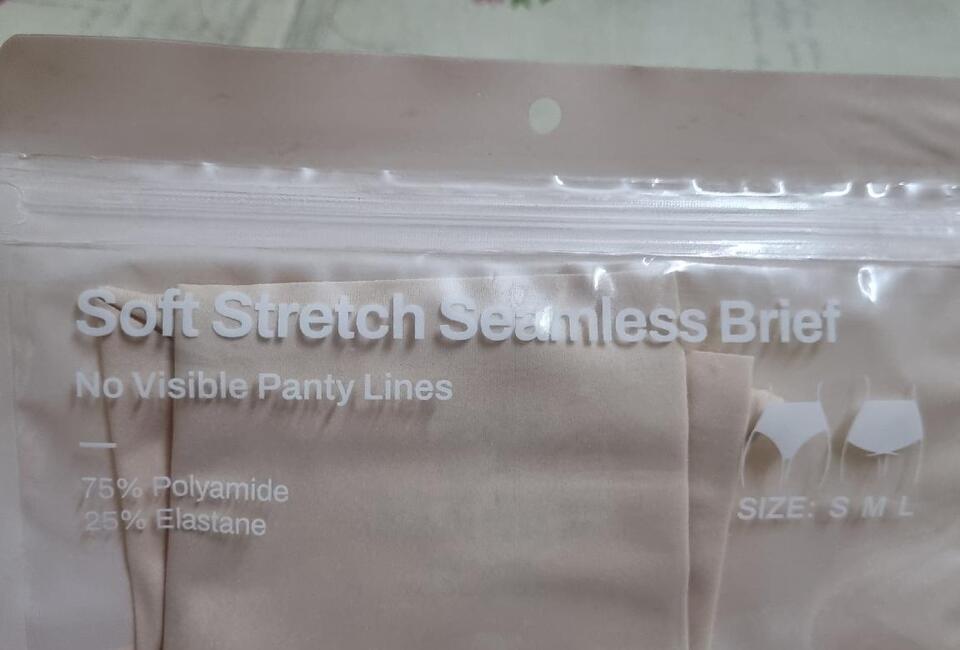 Soft Stretch Seamless Brief
No Visible Panty Lines
75% Polyamide
25% Elastane
SIZE: S M L